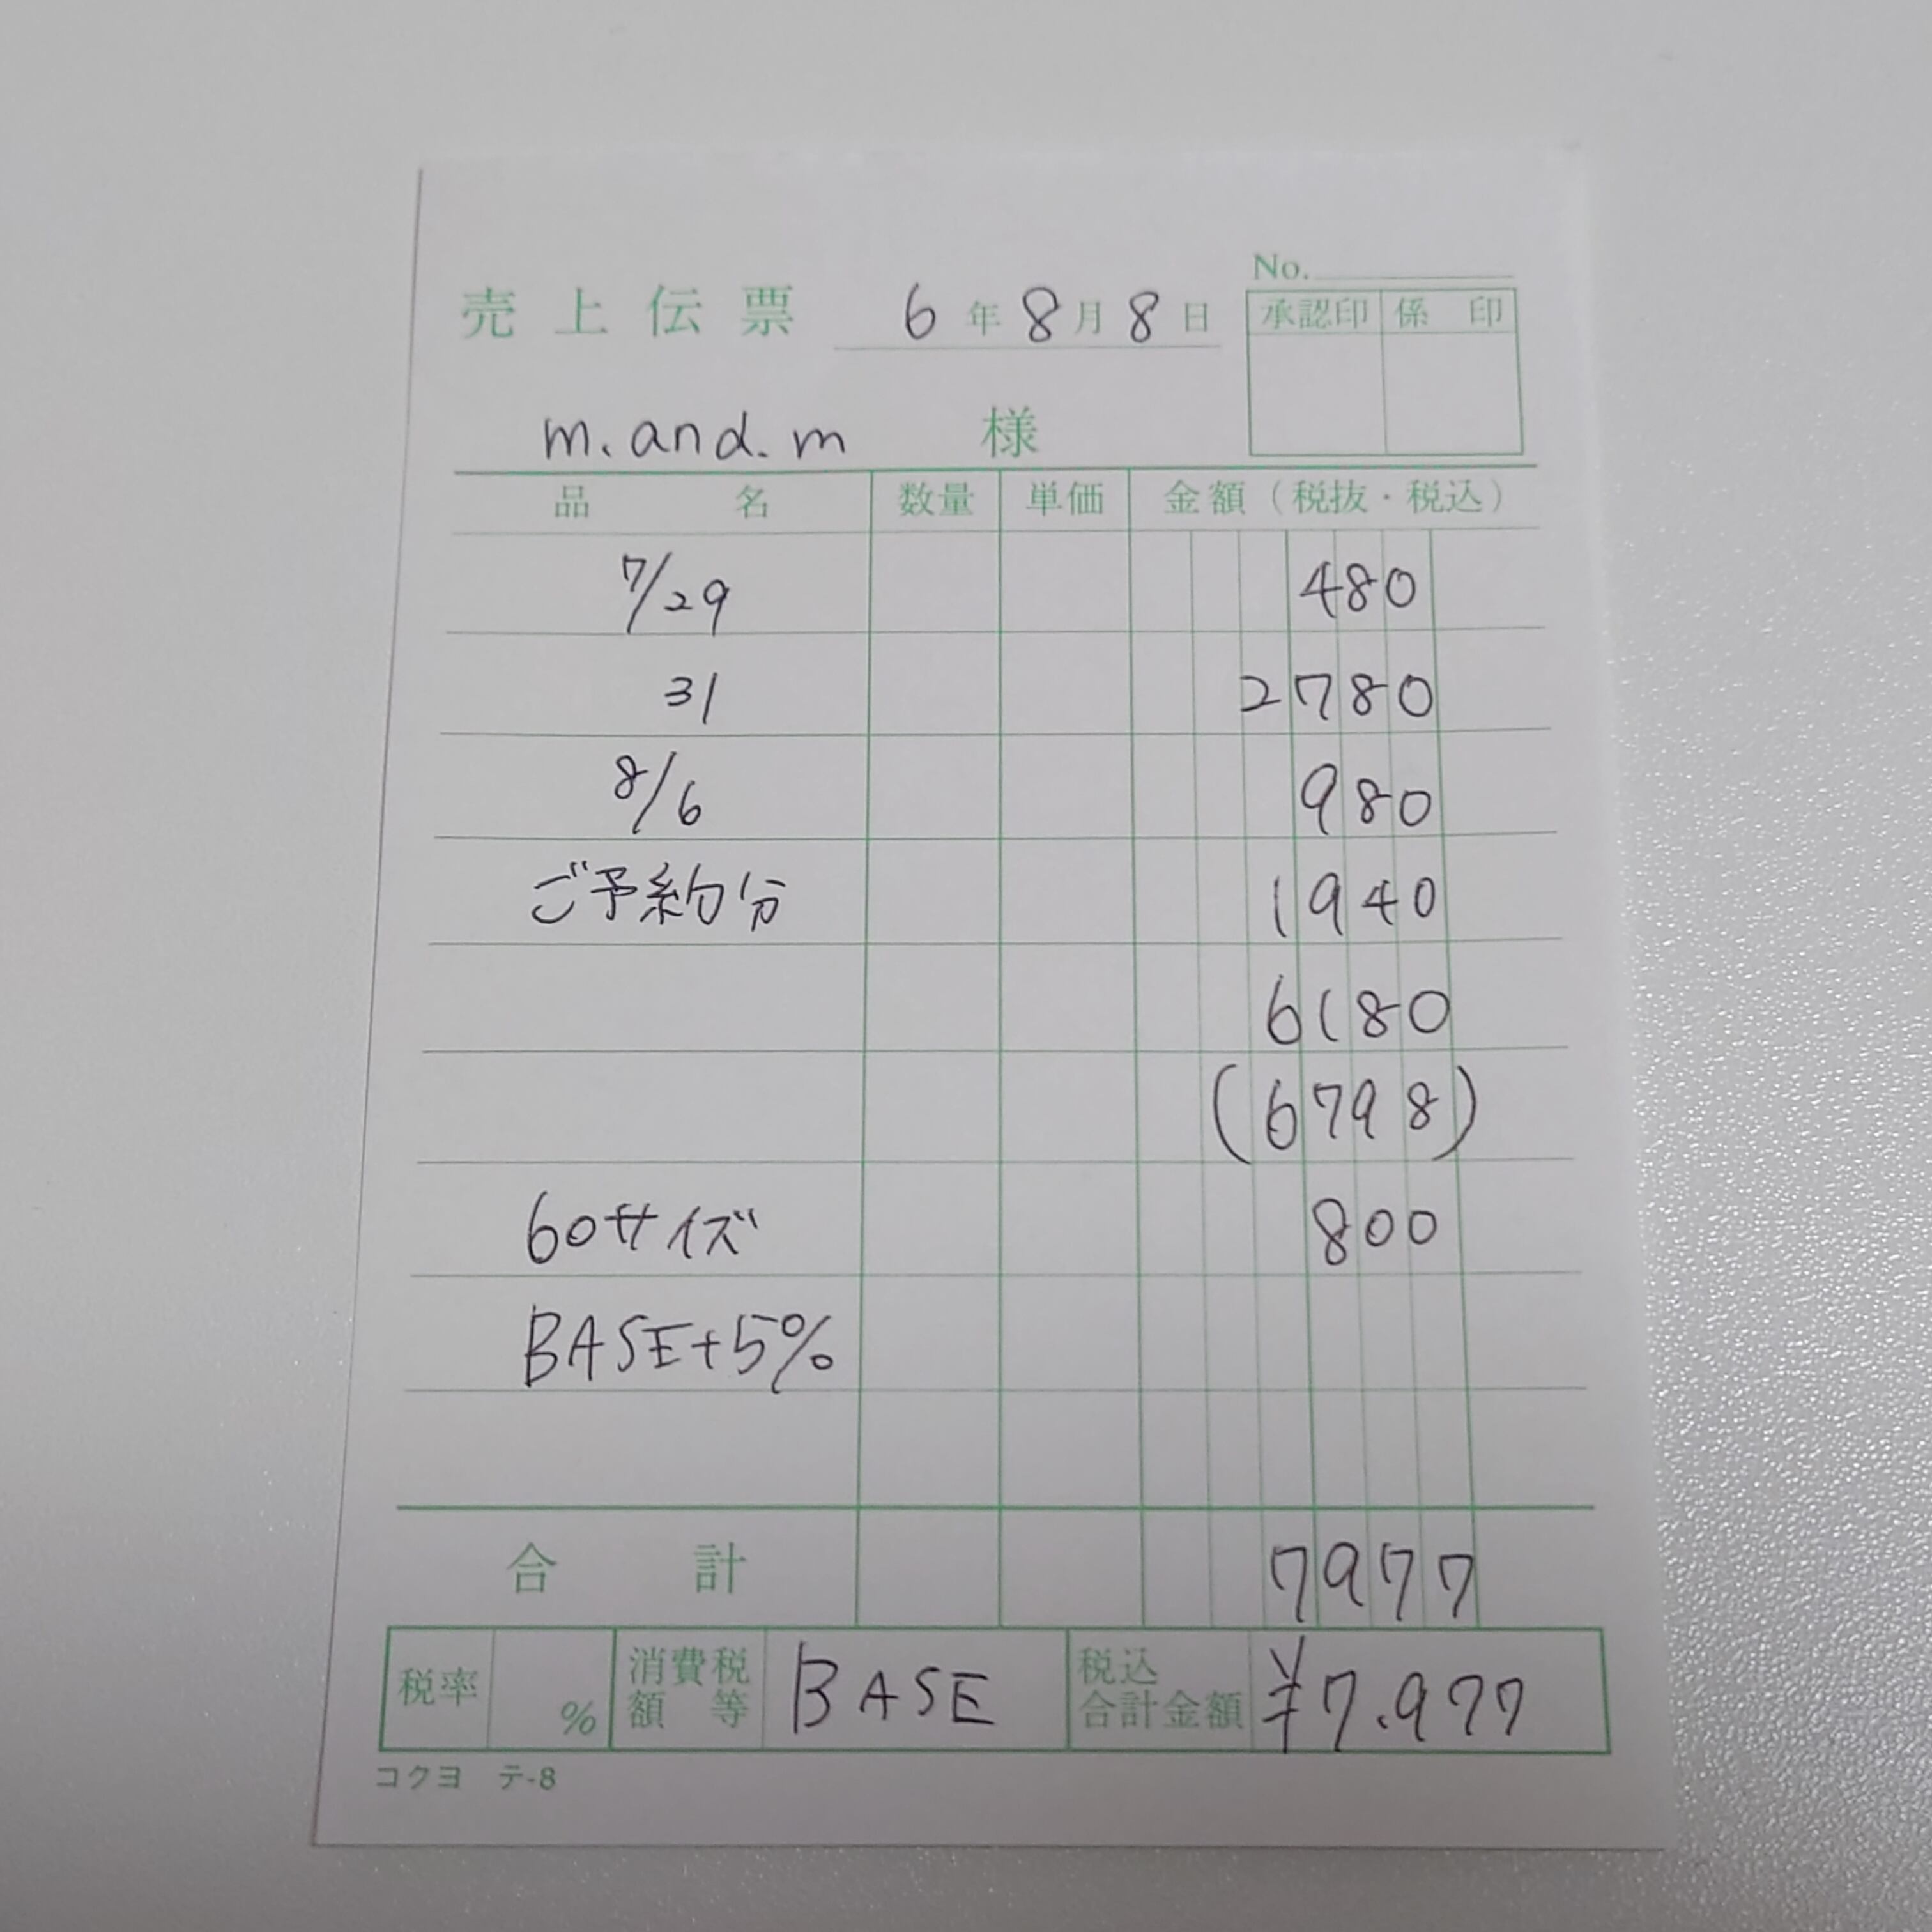 No.
売上伝票 6年8月8日
承認印 係印
m.and.m 様
品名 数量 単価 金額(税抜・税込)
7/29 480
31 2780
8/6 980
ご予約分 1940
6180
(6798)
60サイズ 800
BASE+5%
合計 7977
税率 % 消費税額等 BASE 税込合計金額 ¥7.977
コクヨ テ-8